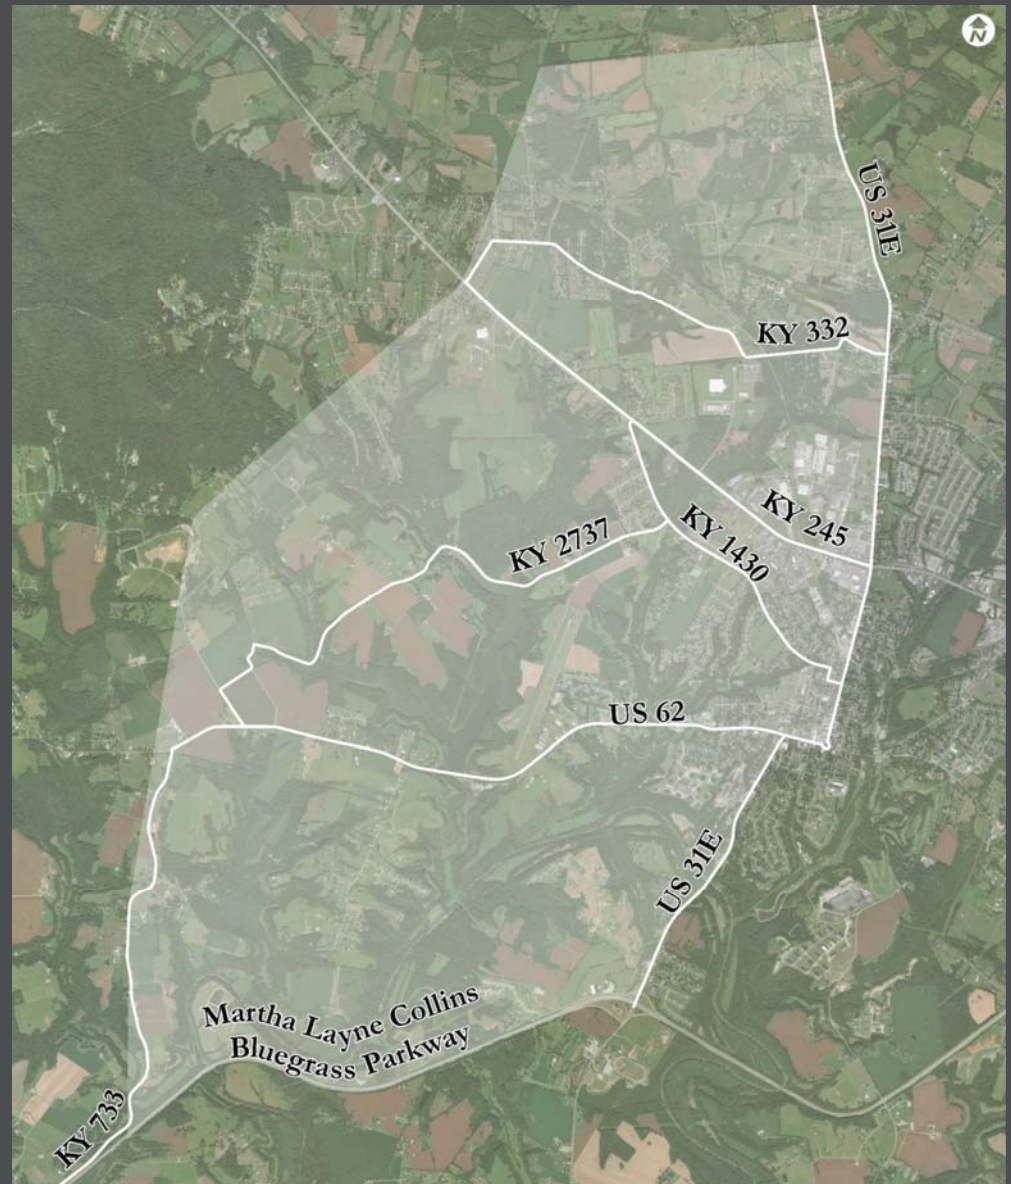 N
US 31E
KY 332
KY 245
KY 1430
KY 2737
US 62
US 31E
Martha Layne Collins
Bluegrass Parkway
KY 733